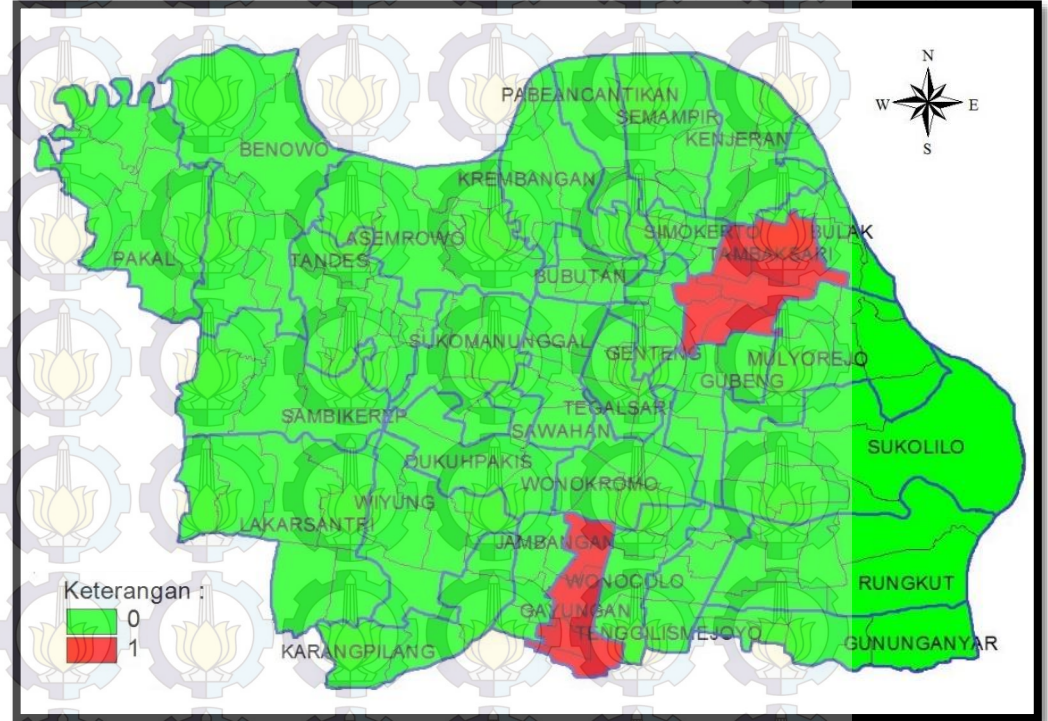 N
W E
S
PABEANCANTIKAN
SEMAMPIR
KENJERAN
BENOWO
KREMBANGAN
SIMOKERTO
BULAK
ASEMROWO
TAMBAKSARI
PAKAL
TANDES
BUBUTAN
SUKOMANUNGGAL
GENTENG
MULYOREJO
GUBENG
SAMBIKEREP
TEGALSARI
SAWAHAN
SUKOLILO
DUKUHPAKIS
WONOKROMO
WIYUNG
LAKARSANTRI
JAMBANGAN
WONOCOLO
RUNGKUT
GAYUNGAN
TENGGILISMEJOYO
GUNUNGANYAR
KARANGPILANG
Keterangan :
0
1